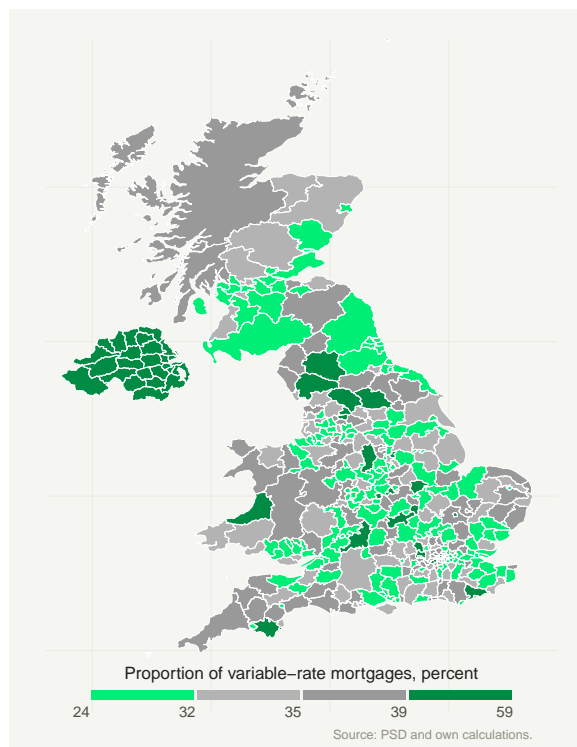 Proportion of variable−rate mortgages, percent
24 32 35 39 59
Source: PSD and own calculations.